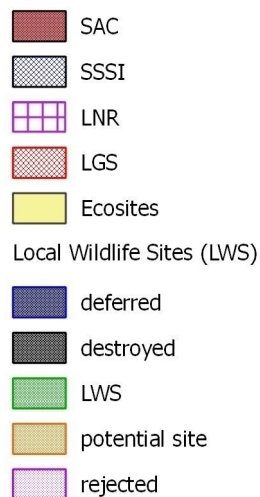 SAC
SSSI
LNR
LGS
Ecosites
Local Wildlife Sites (LWS)
deferred
destroyed
LWS
potential site
rejected